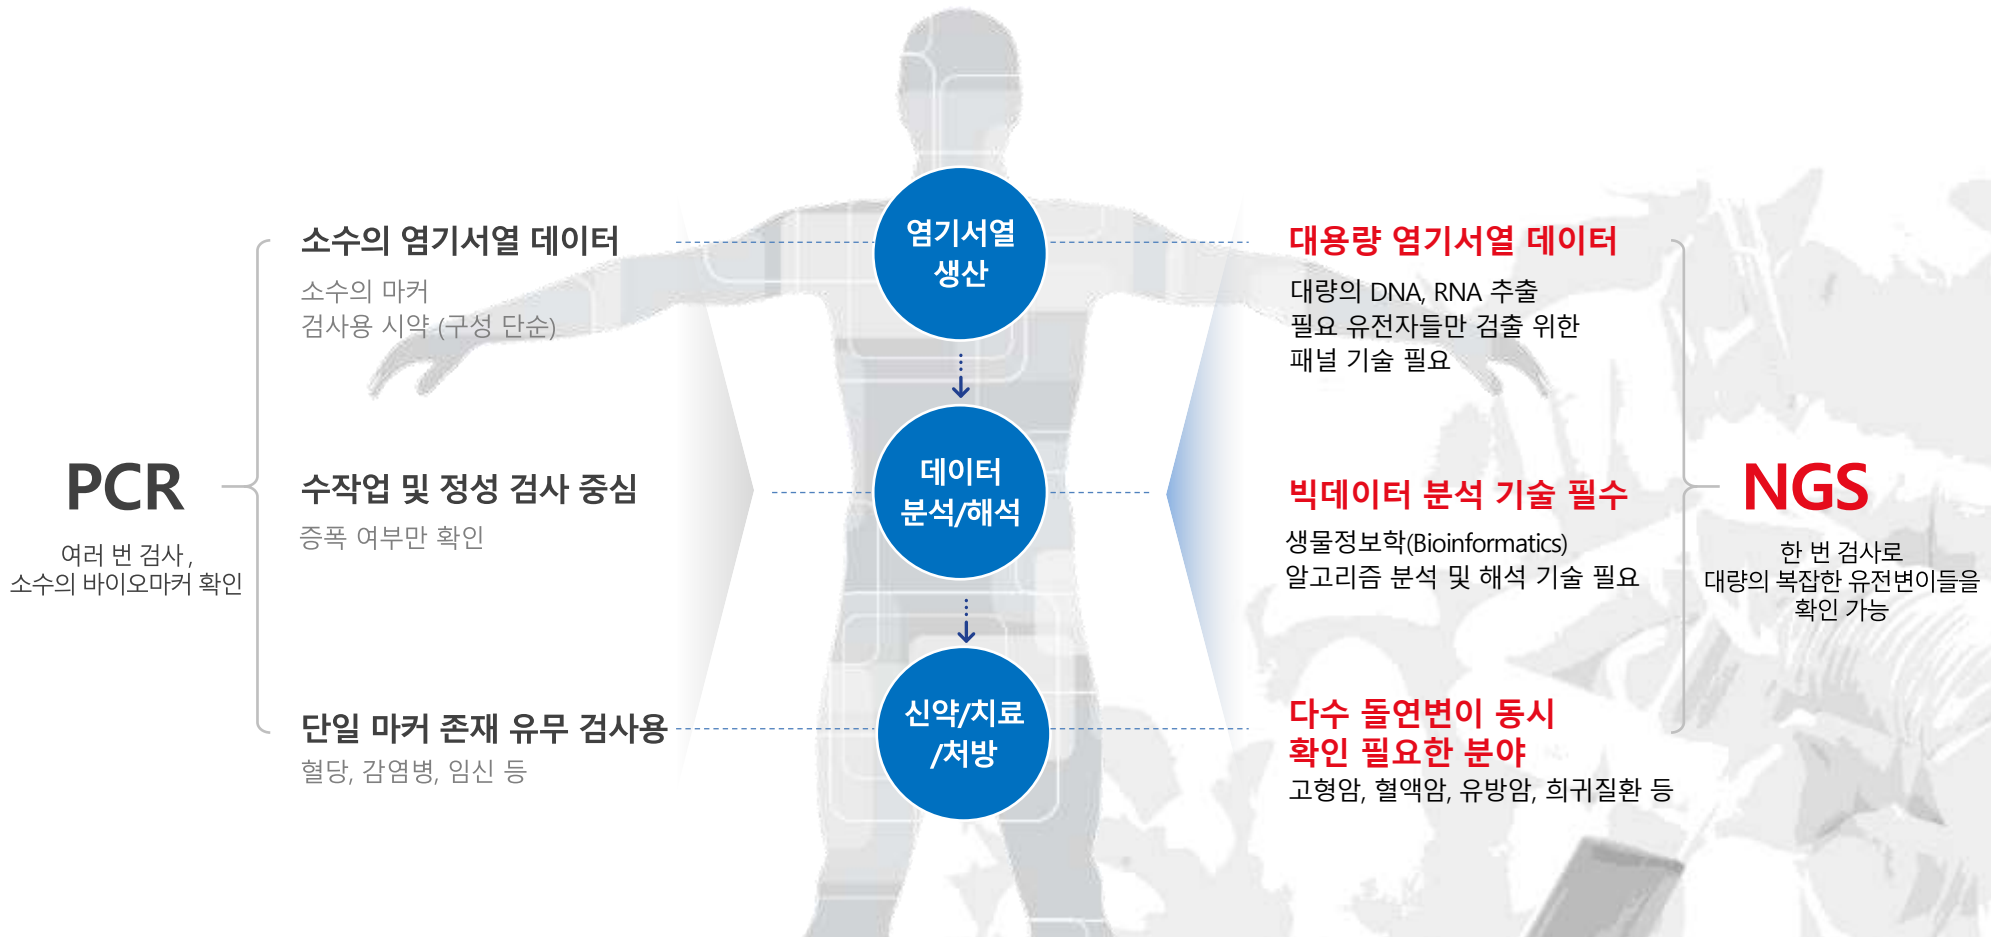 PCR
여러 번 검사,
소수의 바이오마커 확인
소수의 염기서열 데이터
소수의 마커
검사용 시약 (구성 단순)
수작업 및 정성 검사 중심
증폭 여부만 확인
단일 마커 존재 유무 검사용
혈당, 감염병, 임신 등
염기서열
생산
데이터
분석/해석
신약/치료
/처방
대용량 염기서열 데이터
대량의 DNA, RNA 추출
필요 유전자들만 검출 위한
패널 기술 필요
빅데이터 분석 기술 필수
생물정보학(Bioinformatics)
알고리즘 분석 및 해석 기술 필요
다수 돌연변이 동시
확인 필요한 분야
고형암, 혈액암, 유방암, 희귀질환 등
NGS
한 번 검사로
대량의 복잡한 유전변이들을
확인 가능